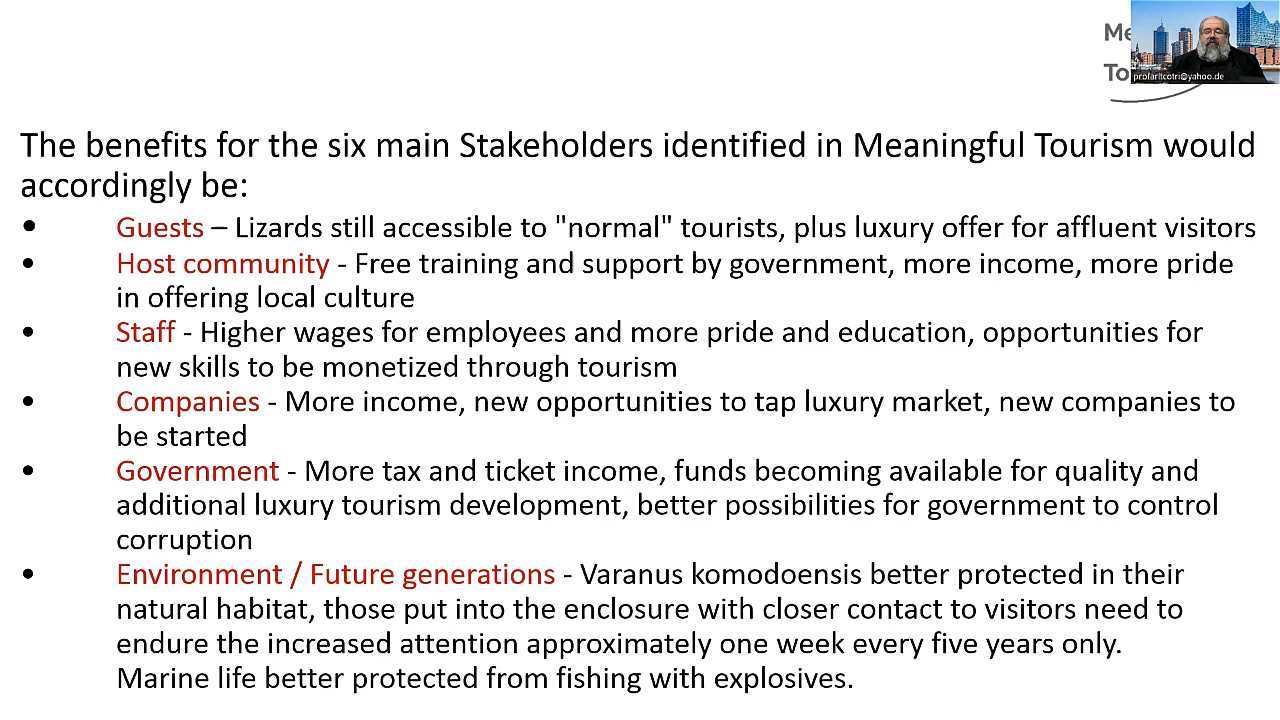 Me
To
profarltcotri@yahoo.de
The benefits for the six main Stakeholders identified in Meaningful Tourism would
accordingly be:
• Guests – Lizards still accessible to "normal" tourists, plus luxury offer for affluent visitors
• Host community - Free training and support by government, more income, more pride
in offering local culture
• Staff - Higher wages for employees and more pride and education, opportunities for
new skills to be monetized through tourism
• Companies - More income, new opportunities to tap luxury market, new companies to
be started
• Government - More tax and ticket income, funds becoming available for quality and
additional luxury tourism development, better possibilities for government to control
corruption
• Environment / Future generations - Varanus komodoensis better protected in their
natural habitat, those put into the enclosure with closer contact to visitors need to
endure the increased attention approximately one week every five years only.
Marine life better protected from fishing with explosives.